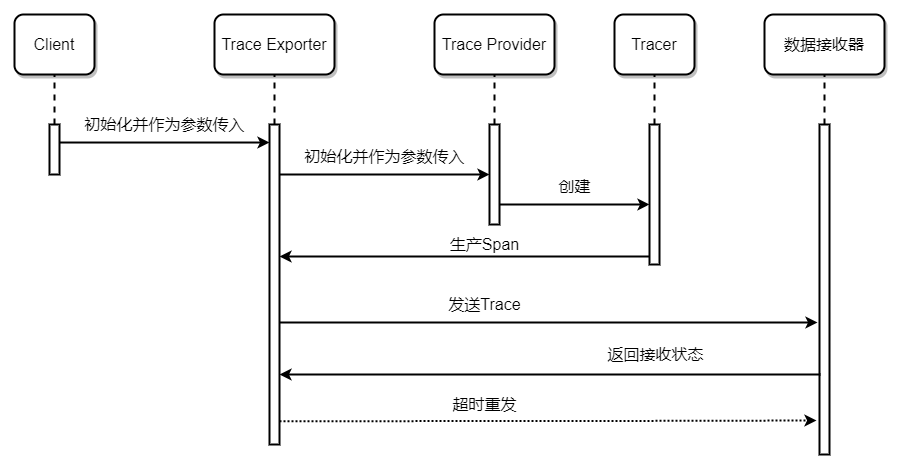 Client
Trace Exporter
Trace Provider
Tracer
数据接收器
初始化并作为参数传入
初始化并作为参数传入
创建
生产Span
发送Trace
返回接收状态
超时重发